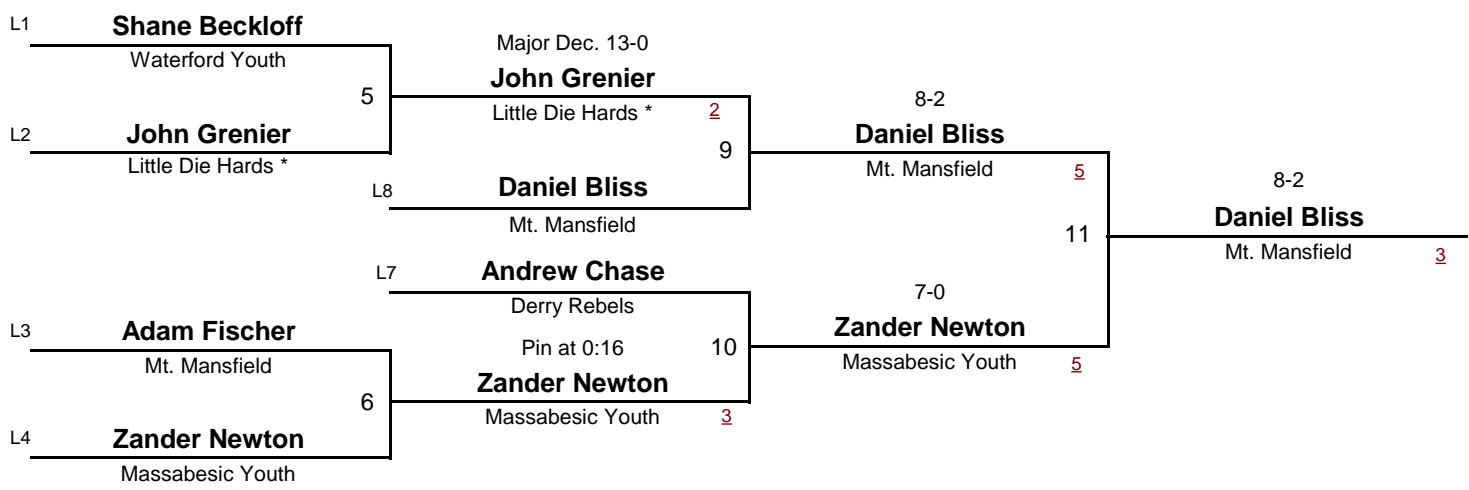 L1 Shane Beckloff
Waterford Youth
5
L2 John Grenier
Little Die Hards *
Major Dec. 13-0
John Grenier
Little Die Hards * 2
9
L8 Daniel Bliss
Mt. Mansfield
L7 Andrew Chase
Derry Rebels
L3 Adam Fischer
Mt. Mansfield
6
L4 Zander Newton
Massabesic Youth
Pin at 0:16 10
Zander Newton
Massabesic Youth 3
8-2
Daniel Bliss
Mt. Mansfield 5
11
7-0
Zander Newton
Massabesic Youth 5
8-2
Daniel Bliss
Mt. Mansfield 3